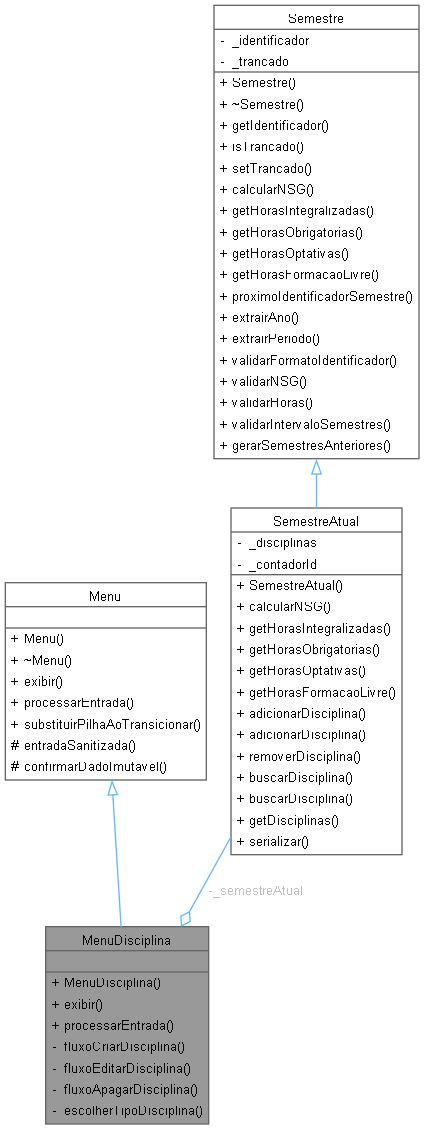 Semestre
- _identificador
- _trancado
+ Semestre()
+ ~Semestre()
+ getIdentificador()
+ isTrancado()
+ setTrancado()
+ calcularNSG()
+ getHorasIntegralizadas()
+ getHorasObrigatorias()
+ getHorasOptativas()
+ getHorasFormacaoLivre()
+ proximoIdentificadorSemestre()
+ extrairAno()
+ extrairPeriodo()
+ validarFormatoIdentificador()
+ validarNSG()
+ validarHoras()
+ validarIntervaloSemestres()
+ gerarSemestresAnteriores()
SemestreAtual
- _disciplinas
- _contadorId
+ SemestreAtual()
+ calcularNSG()
+ getHorasIntegralizadas()
+ getHorasObrigatorias()
+ getHorasOptativas()
+ getHorasFormacaoLivre()
+ adicionarDisciplina()
+ adicionarDisciplina()
+ removerDisciplina()
+ buscarDisciplina()
+ buscarDisciplina()
+ getDisciplinas()
+ serializar()
Menu
+ Menu()
+ ~Menu()
+ exibir()
+ processarEntrada()
+ substituirPilhaAoTransicionar()
# entradaSanitizada()
# confirmarDadoImutavel()
-_semestreAtual
MenuDisciplina
+ MenuDisciplina()
+ exibir()
+ processarEntrada()
- fluxoCriarDisciplina()
- fluxoEditarDisciplina()
- fluxoApagarDisciplina()
- escolherTipoDisciplina()